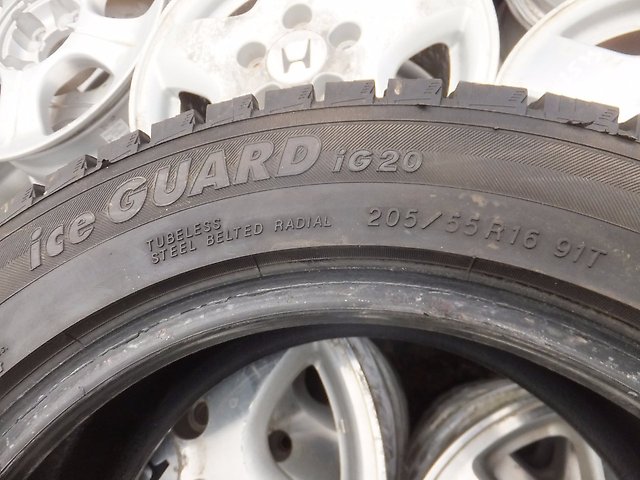 ice GUARD iG20
TUBELESS
STEEL BELTED RADIAL
205/55R16 91T